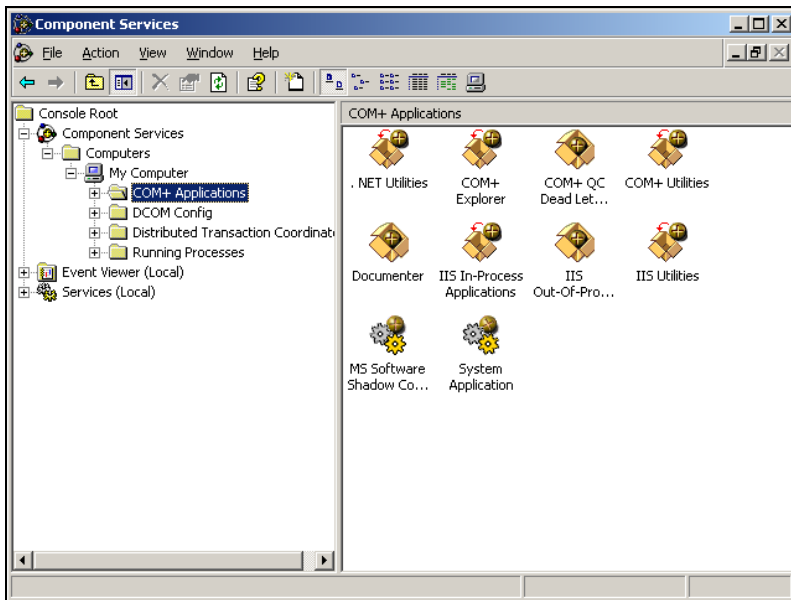 Component Services
File Action View Window Help
Console Root
Component Services
Computers
My Computer
COM+ Applications
DCOM Config
Distributed Transaction Coordinat
Running Processes
Event Viewer (Local)
Services (Local)
COM+ Applications
. NET Utilities
COM+
Explorer
COM+ QC
Dead Let...
COM+ Utilities
Documenter
IIS In-Process
Applications
IIS
Out-Of-Pro...
IIS Utilities
MS Software
Shadow Co...
System
Application